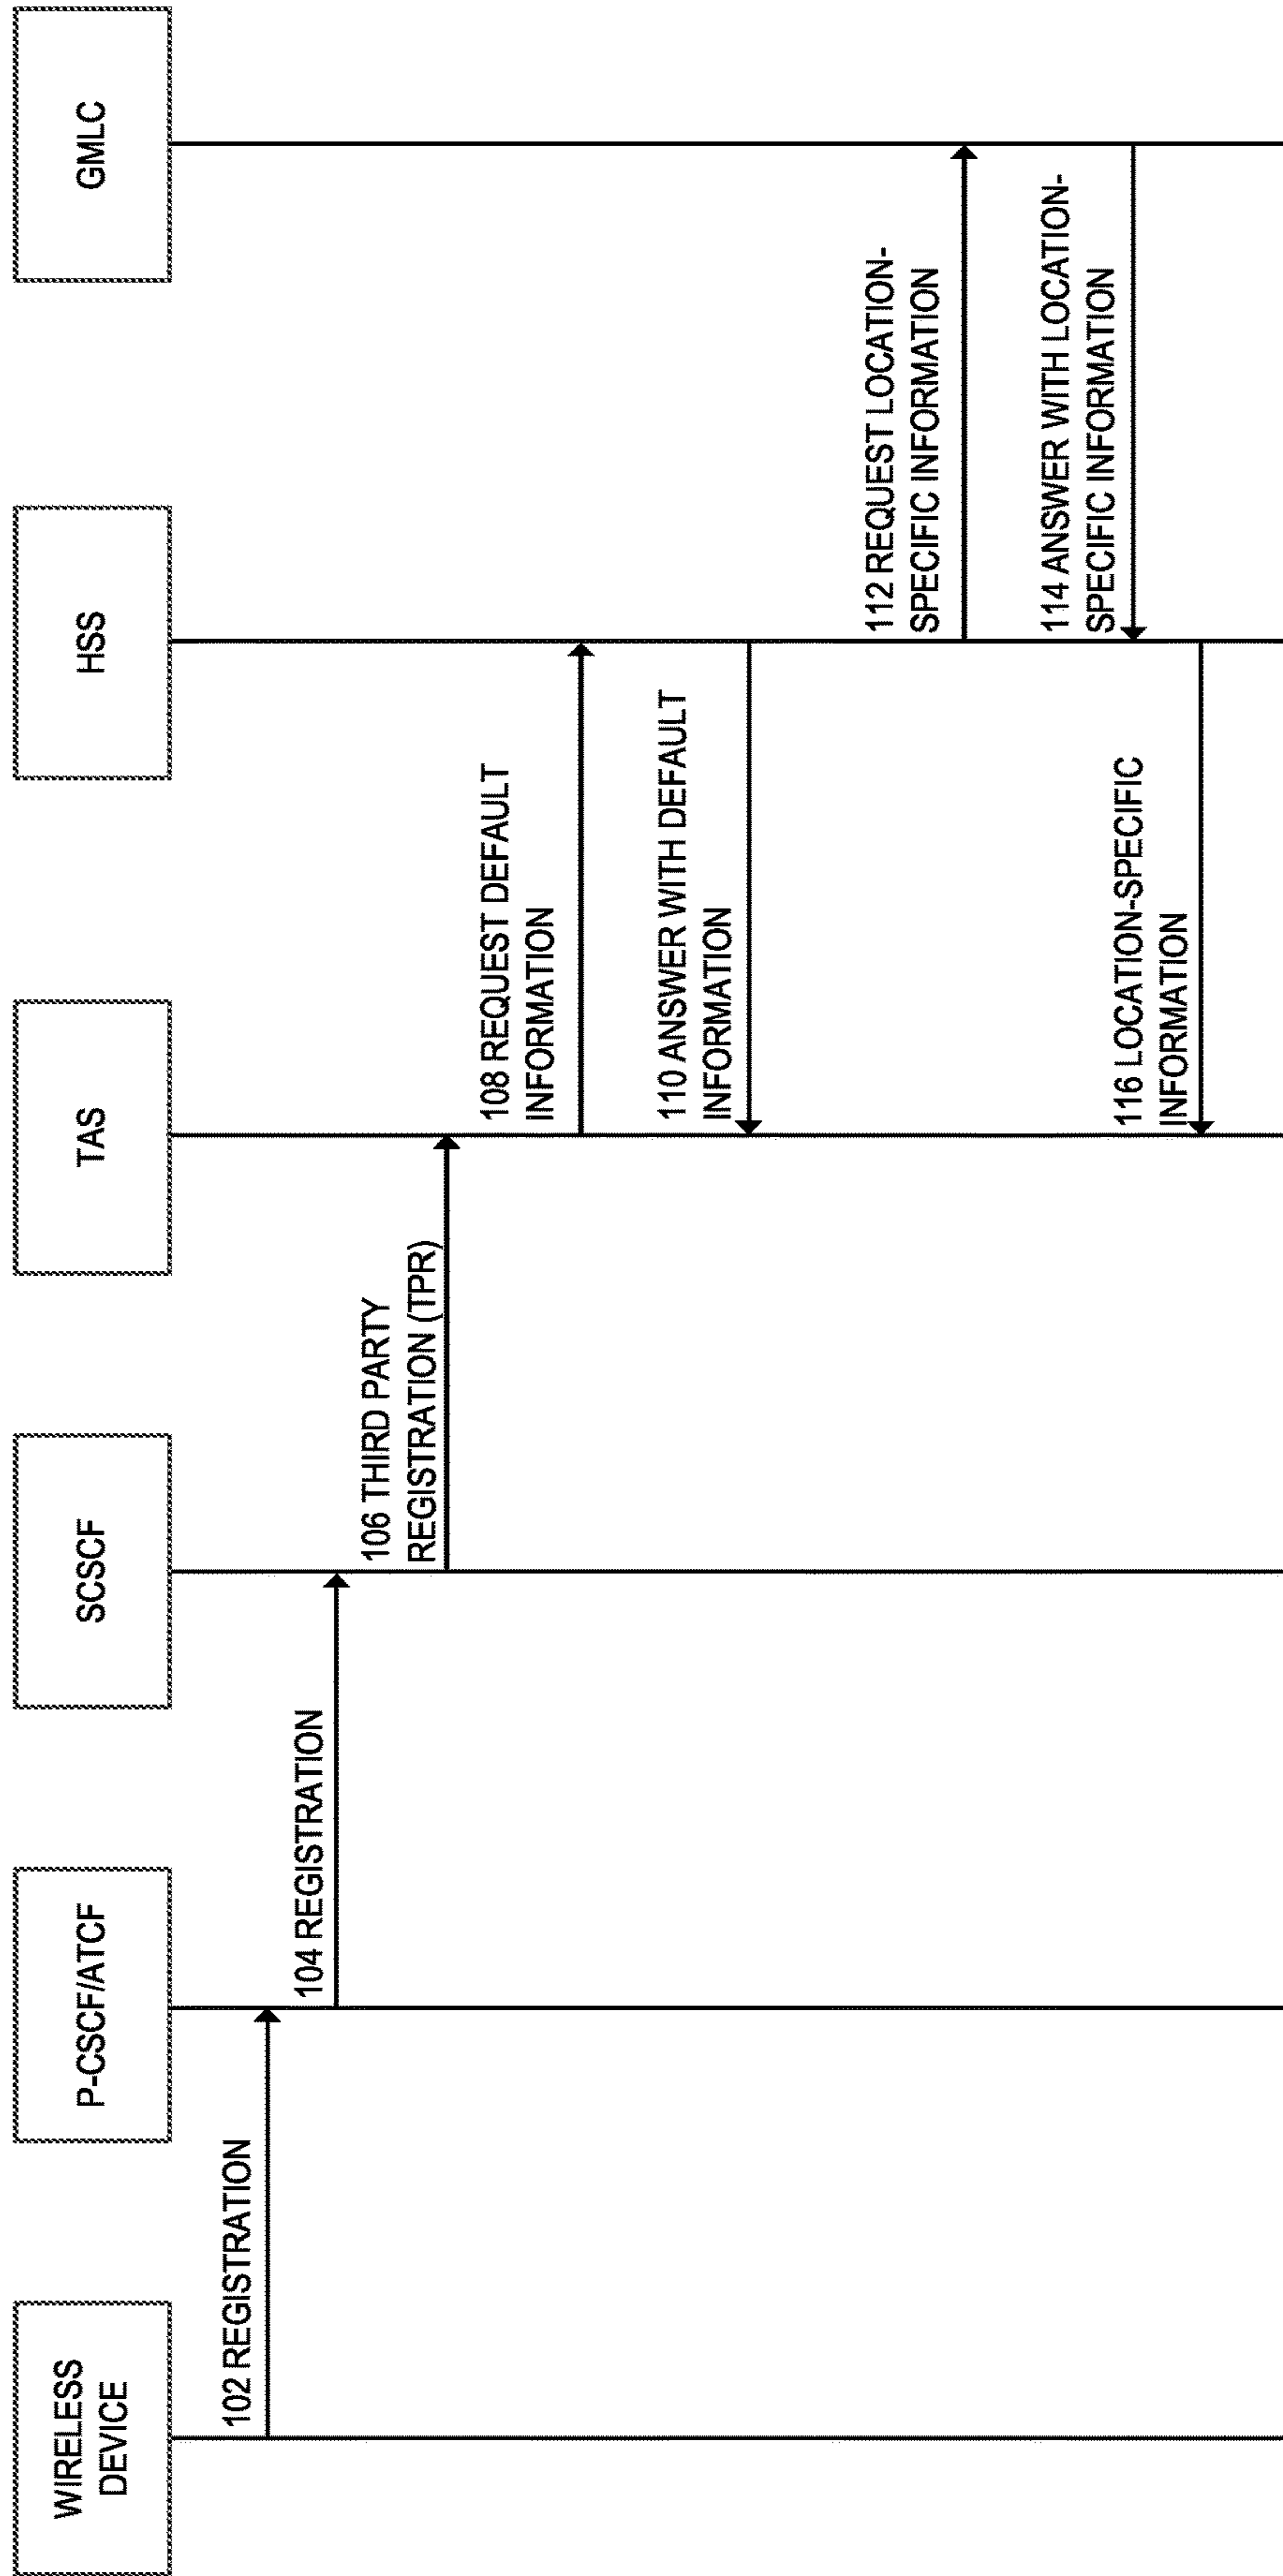 WIRELESS
DEVICE
P-CSCF/ATCF
SCSCF
TAS
HSS
GMLC
102 REGISTRATION
104 REGISTRATION
106 THIRD PARTY
REGISTRATION (TPR)
108 REQUEST DEFAULT
INFORMATION
110 ANSWER WITH DEFAULT
INFORMATION
112 REQUEST LOCATION-
SPECIFIC INFORMATION
114 ANSWER WITH LOCATION-
SPECIFIC INFORMATION
116 LOCATION-SPECIFIC
INFORMATION